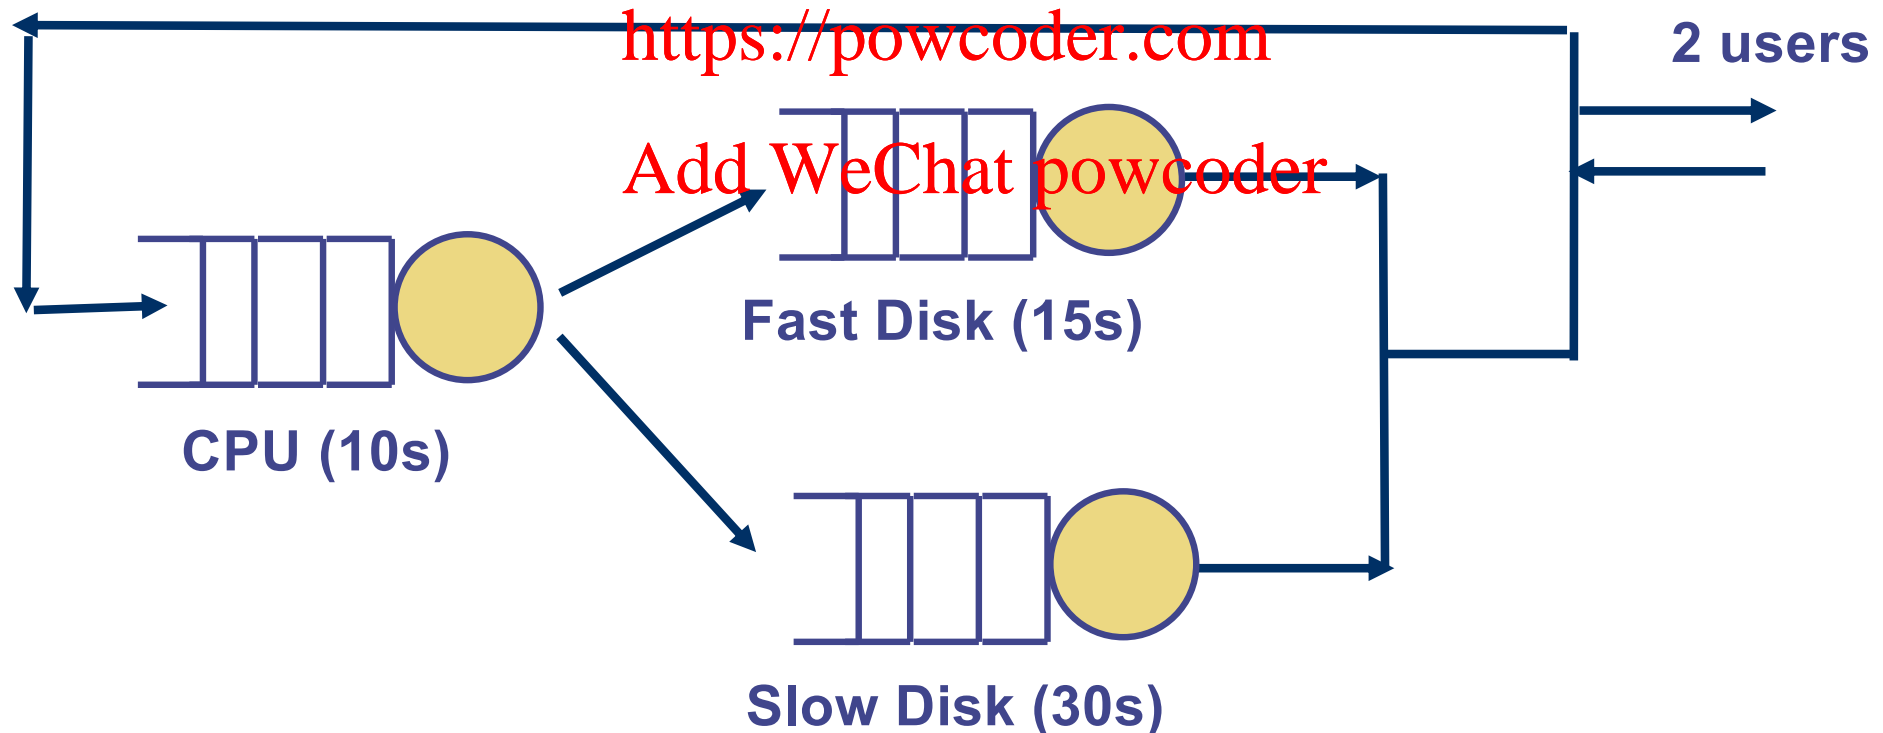 https://powcoder.com
2 users
Add WeChat powcoder
Fast Disk (15s)
CPU (10s)
Slow Disk (30s)